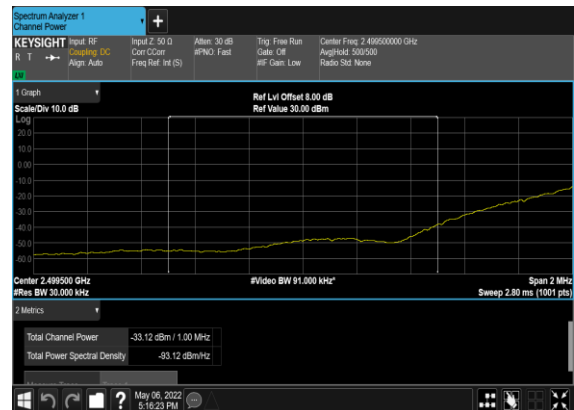 Spectrum Analyzer 1
Channel Power
KEYSIGHT
R T
LV
Input: RF
Coupling: DC
Align: Auto
Input Z: 50 Ω
Corr CCorr
Freq Ref: Int (S)
Atten: 30 dB
#PNO: Fast
Trig: Free Run
Gate: Off
#IF Gain: Low
Center Freq: 2.499500000 GHz
Avg|Hold: 500/500
Radio Std: None
1 Graph
Scale/Div 10.0 dB
Ref Lvl Offset 8.00 dB
Ref Value 30.00 dBm
Log
20.0
10.0
0.00
-10.0
-20.0
-30.0
-40.0
-50.0
-60.0
Center 2.499500 GHz
#Res BW 30.000 kHz
#Video BW 91.000 kHz*
Span 2 MHz
Sweep 2.80 ms (1001 pts)
2 Metrics
Total Channel Power -33.12 dBm / 1.00 MHz
Total Power Spectral Density -93.12 dBm/Hz
?
May 06, 2022
5:16:23 PM